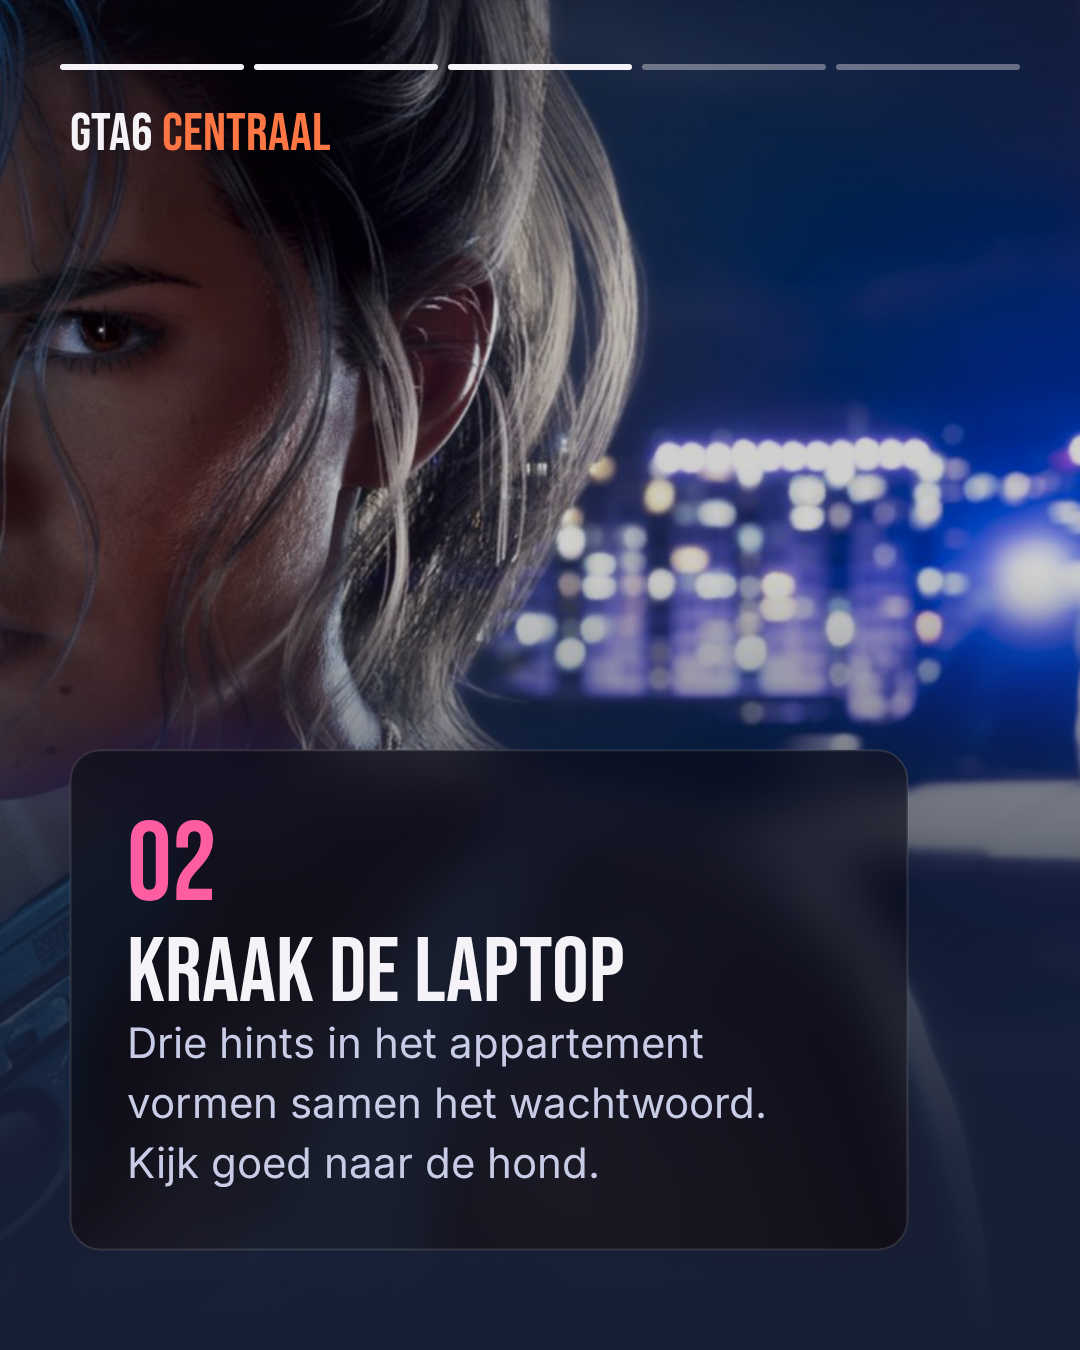 GTA6 CENTRAAL
02
KRAAK DE LAPTOP
Drie hints in het appartement
vormen samen het wachtwoord.
Kijk goed naar de hond.